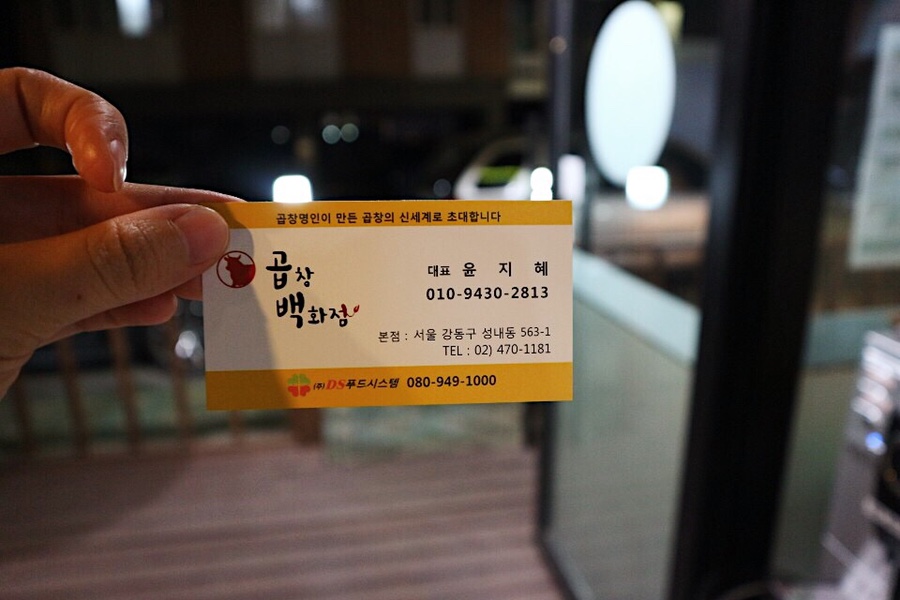 곱창명인이 만든 곱창의 신세계로 초대합니다
곱창
백화점
대표 윤 지 혜
010-9430-2813
본점 : 서울 강동구 성내동 563-1
TEL : 02) 470-1181
(주)DS푸드시스템 080-949-1000